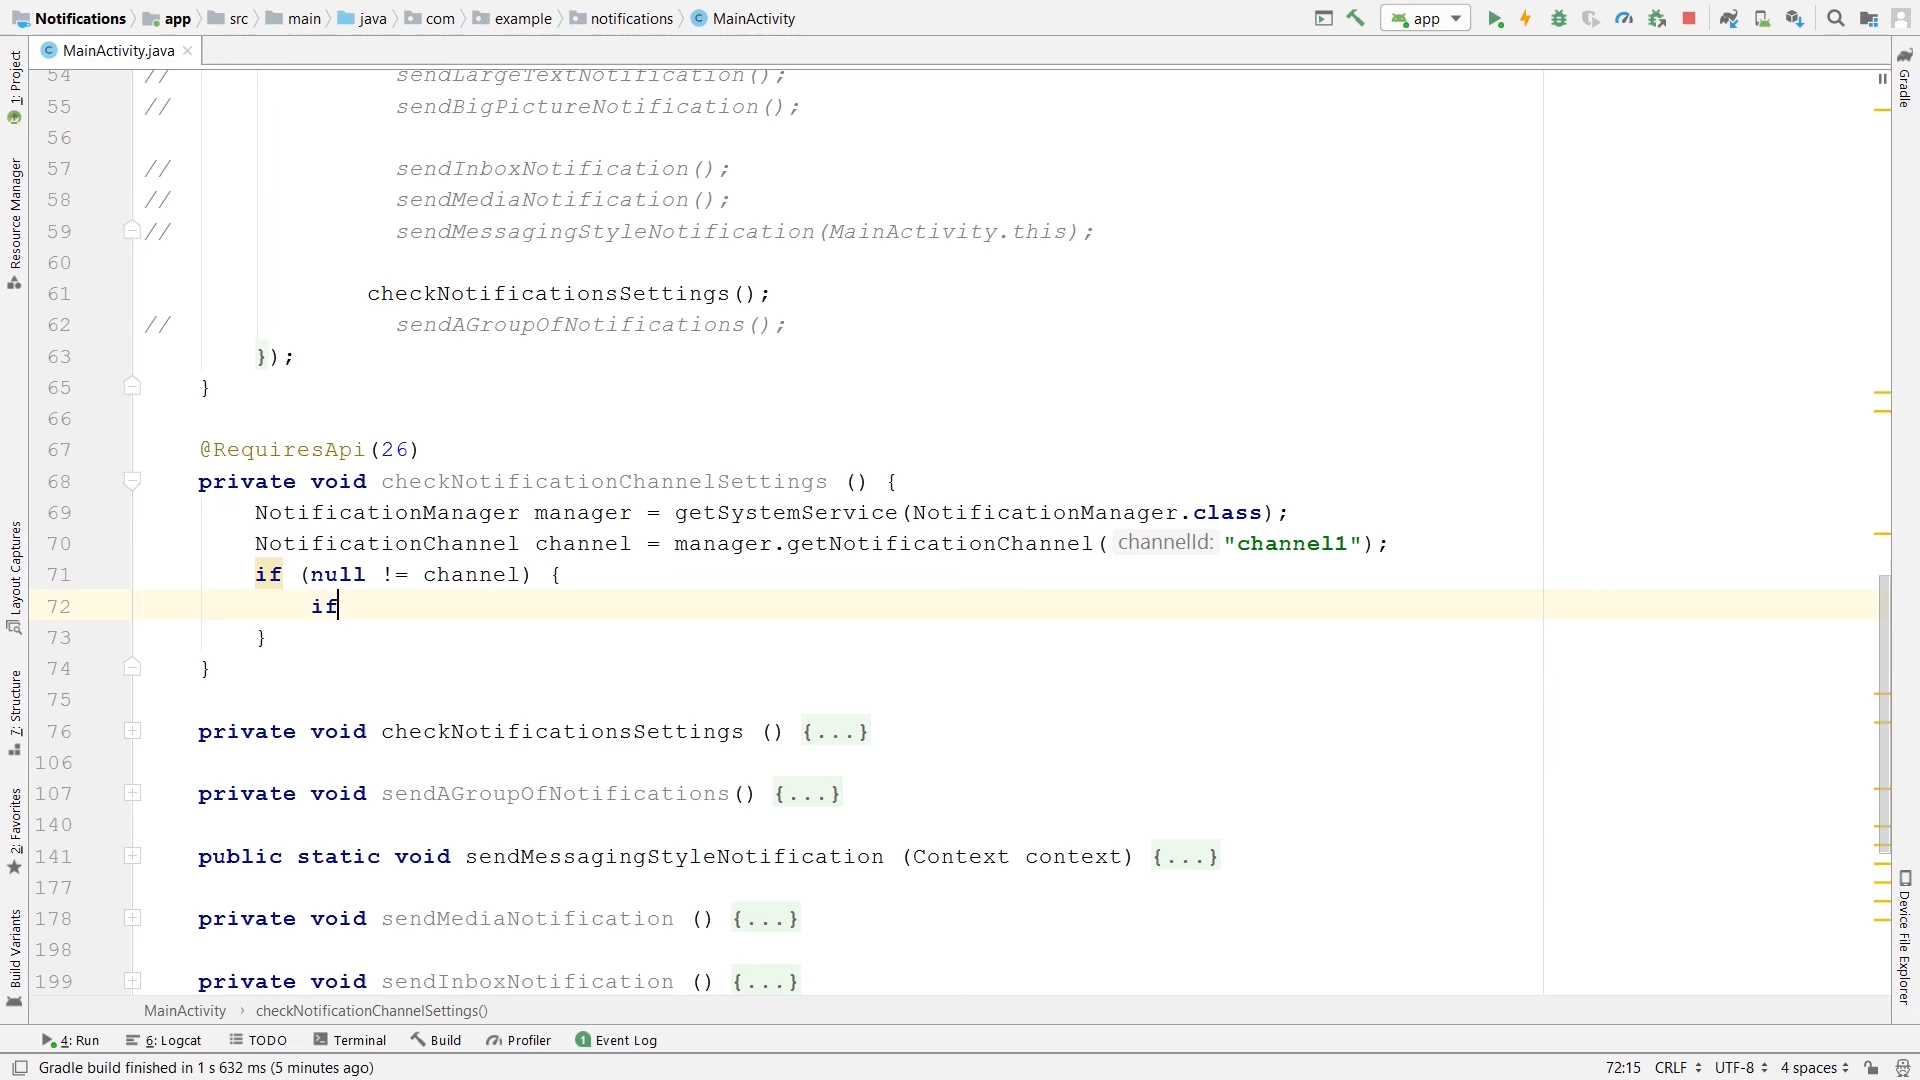 Notifications app src main java com example notifications MainActivity app
MainActivity.java
54 // sendLargeTextNotification();
55 // sendBigPictureNotification();
56
57 // sendInboxNotification();
58 // sendMediaNotification();
59 // sendMessagingStyleNotification(MainActivity.this);
60
61 checkNotificationsSettings();
62 // sendAGroupOfNotifications();
63 });
65 }
66
67 @RequiresApi(26)
68 private void checkNotificationChannelSettings () {
69 NotificationManager manager = getSystemService(NotificationManager.class);
70 NotificationChannel channel = manager.getNotificationChannel( channelId: "channel1");
71 if (null != channel) {
72 if
73 }
74 }
75
76 private void checkNotificationsSettings () {...}
106
107 private void sendAGroupOfNotifications() {...}
140
141 public static void sendMessagingStyleNotification (Context context) {...}
177
178 private void sendMediaNotification () {...}
198
199 private void sendInboxNotification () {...}
MainActivity › checkNotificationChannelSettings()
1: Project
Resource Manager
Layout Captures
7: Structure
2: Favorites
Build Variants
Gradle
Device File Explorer
4: Run 6: Logcat TODO Terminal Build Profiler 1 Event Log
Gradle build finished in 1 s 632 ms (5 minutes ago) 72:15 CRLF UTF-8 4 spaces